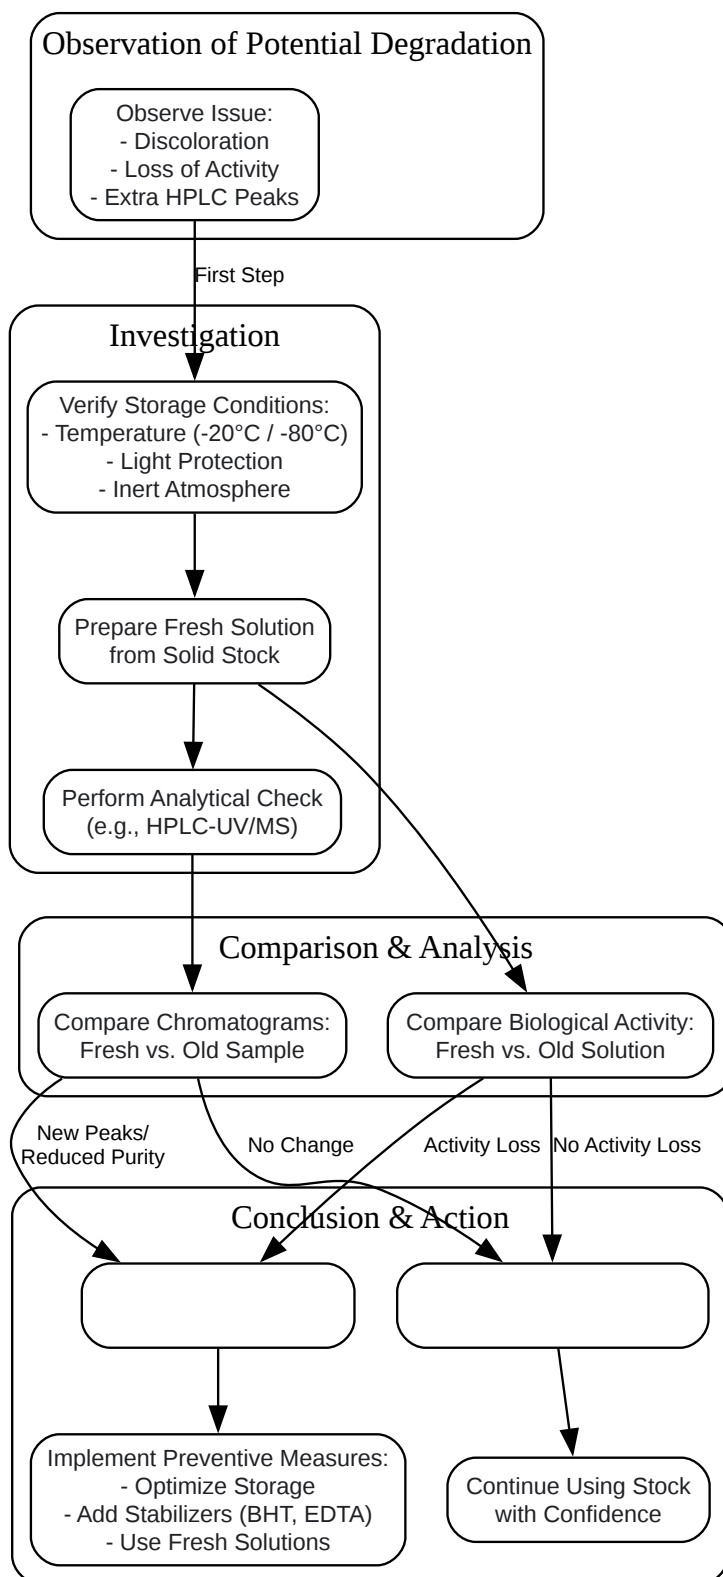 Observation of Potential Degradation
Observe Issue:
- Discoloration
- Loss of Activity
- Extra HPLC Peaks
First Step
Investigation
Verify Storage Conditions:
- Temperature (-20°C / -80°C)
- Light Protection
- Inert Atmosphere
Prepare Fresh Solution
from Solid Stock
Perform Analytical Check
(e.g., HPLC-UV/MS)
Comparison & Analysis
Compare Chromatograms:
Fresh vs. Old Sample
Compare Biological Activity:
Fresh vs. Old Solution
New Peaks/
Reduced Purity
No Change
Activity Loss
No Activity Loss
Conclusion & Action
Implement Preventive Measures:
- Optimize Storage
- Add Stabilizers (BHT, EDTA)
- Use Fresh Solutions
Continue Using Stock
with Confidence